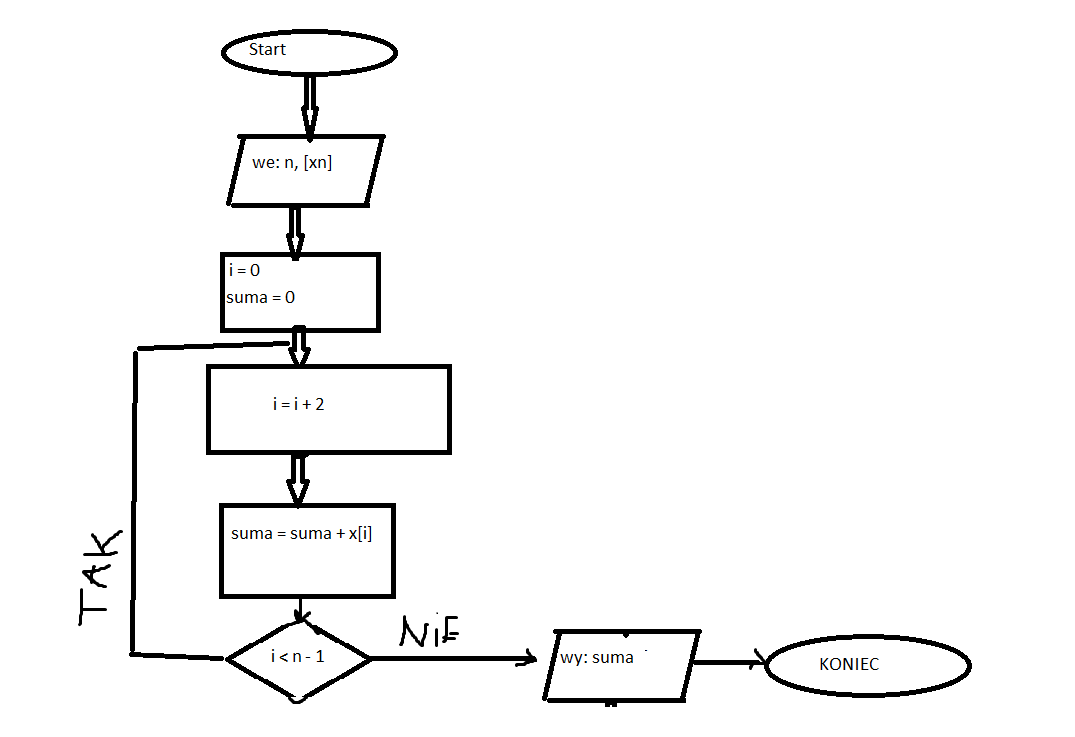 Start
we: n, [xn]
i = 0
suma = 0
i = i + 2
suma = suma + x[i]
TAK
i < n - 1
NiE
wy: suma
KONIEC